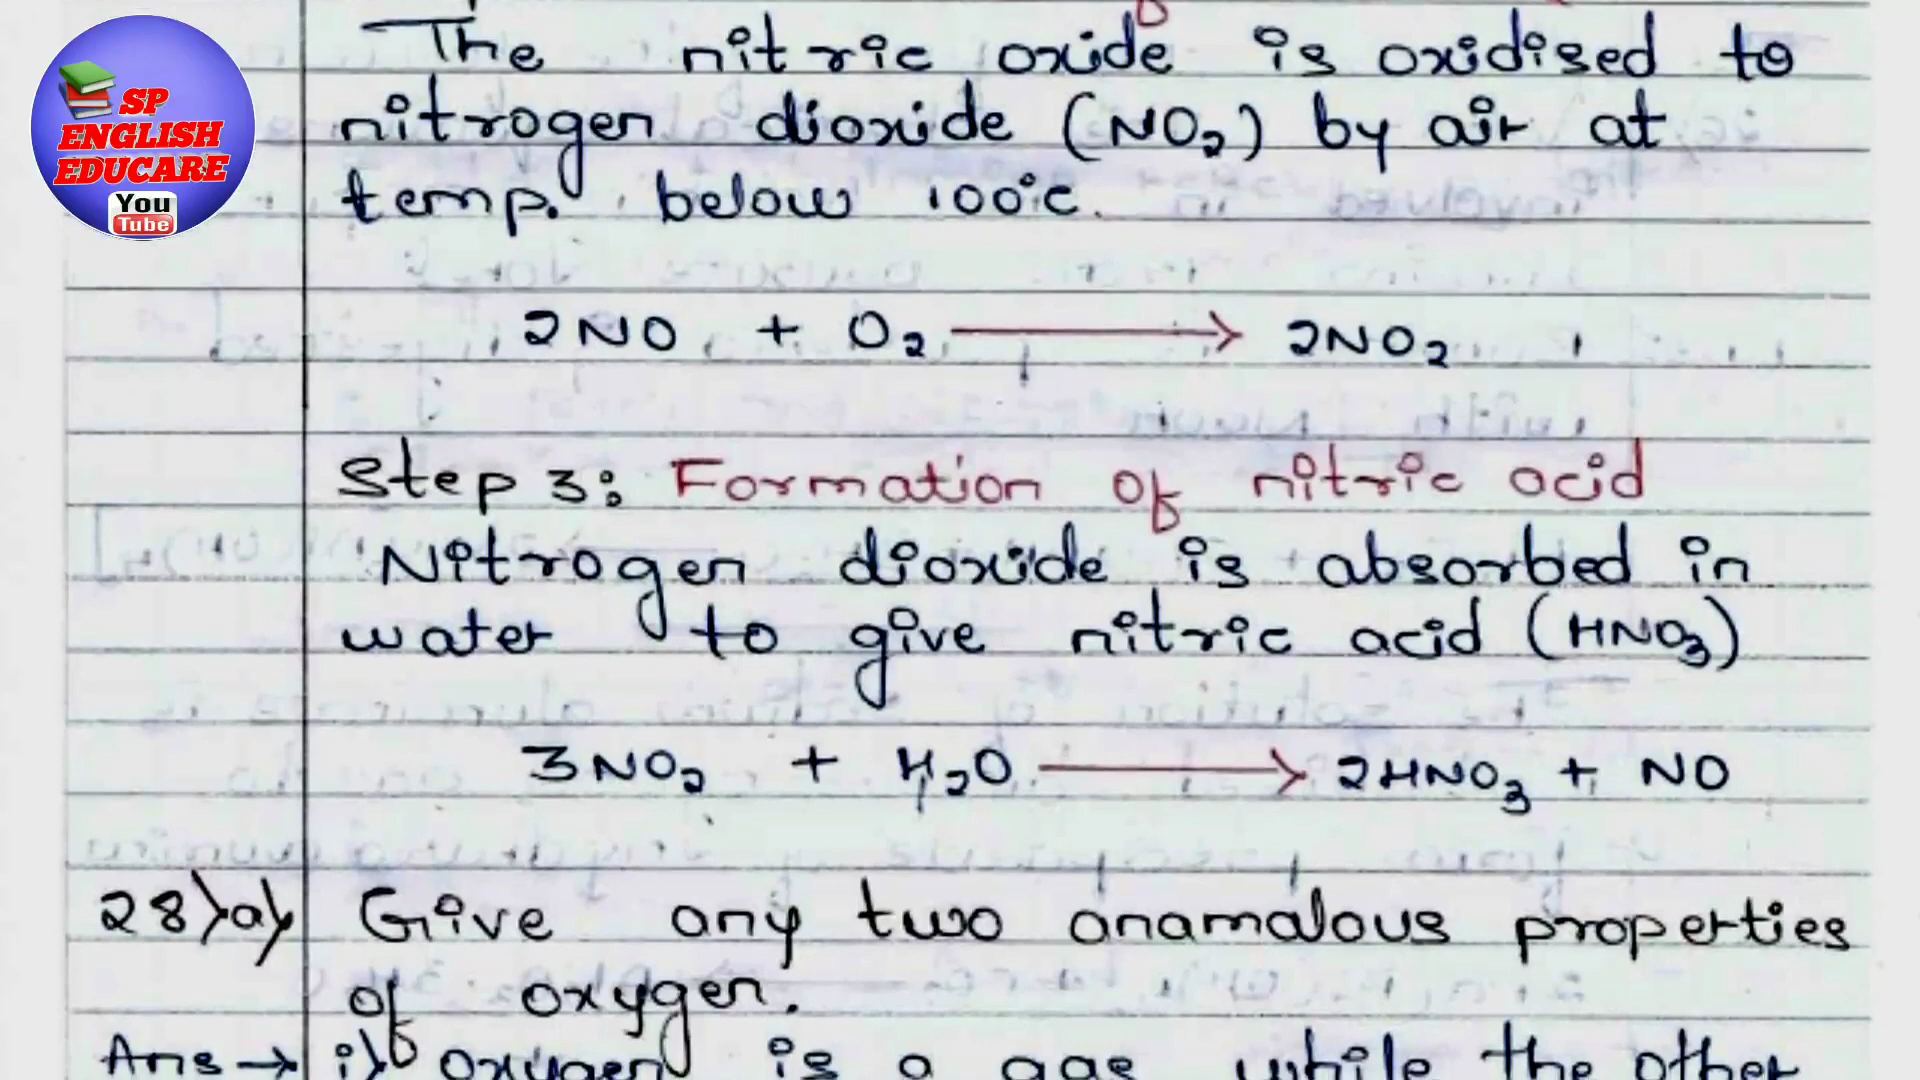 SP
ENGLISH
EDUCARE
You
Tube
The nitric oxide is oxidised to
nitrogen dioxide (NO₂) by air at
temp. below 100°c.
2NO + O₂ ⟶ 2NO₂
Step 3: Formation of nitric acid
Nitrogen dioxide is absorbed in
water to give nitric acid (HNO₃)
3NO₂ + H₂O ⟶ 2HNO₃ + NO
28) a) Give any two anamalous properties
of oxygen.
Ans → i) oxygen is a gas while the other